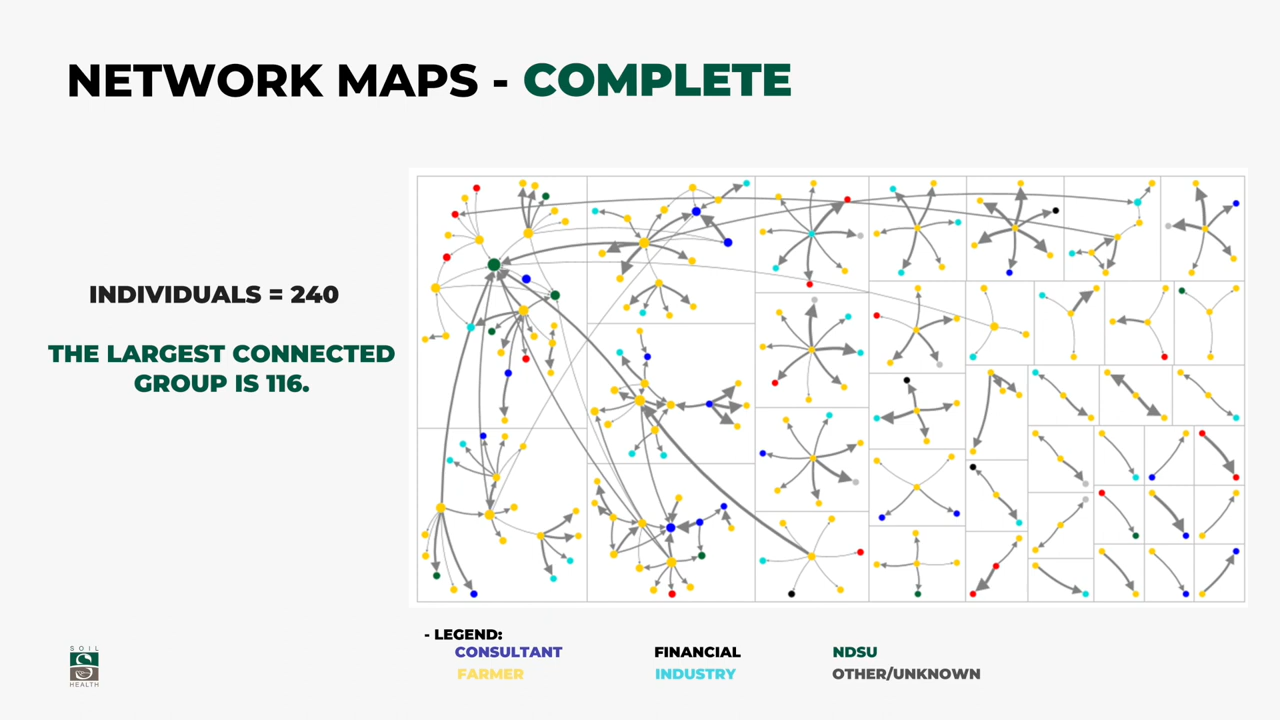 NETWORK MAPS - COMPLETE
INDIVIDUALS = 240
THE LARGEST CONNECTED
GROUP IS 116.
- LEGEND:
CONSULTANT FINANCIAL NDSU
FARMER INDUSTRY OTHER/UNKNOWN
SOIL
HEALTH